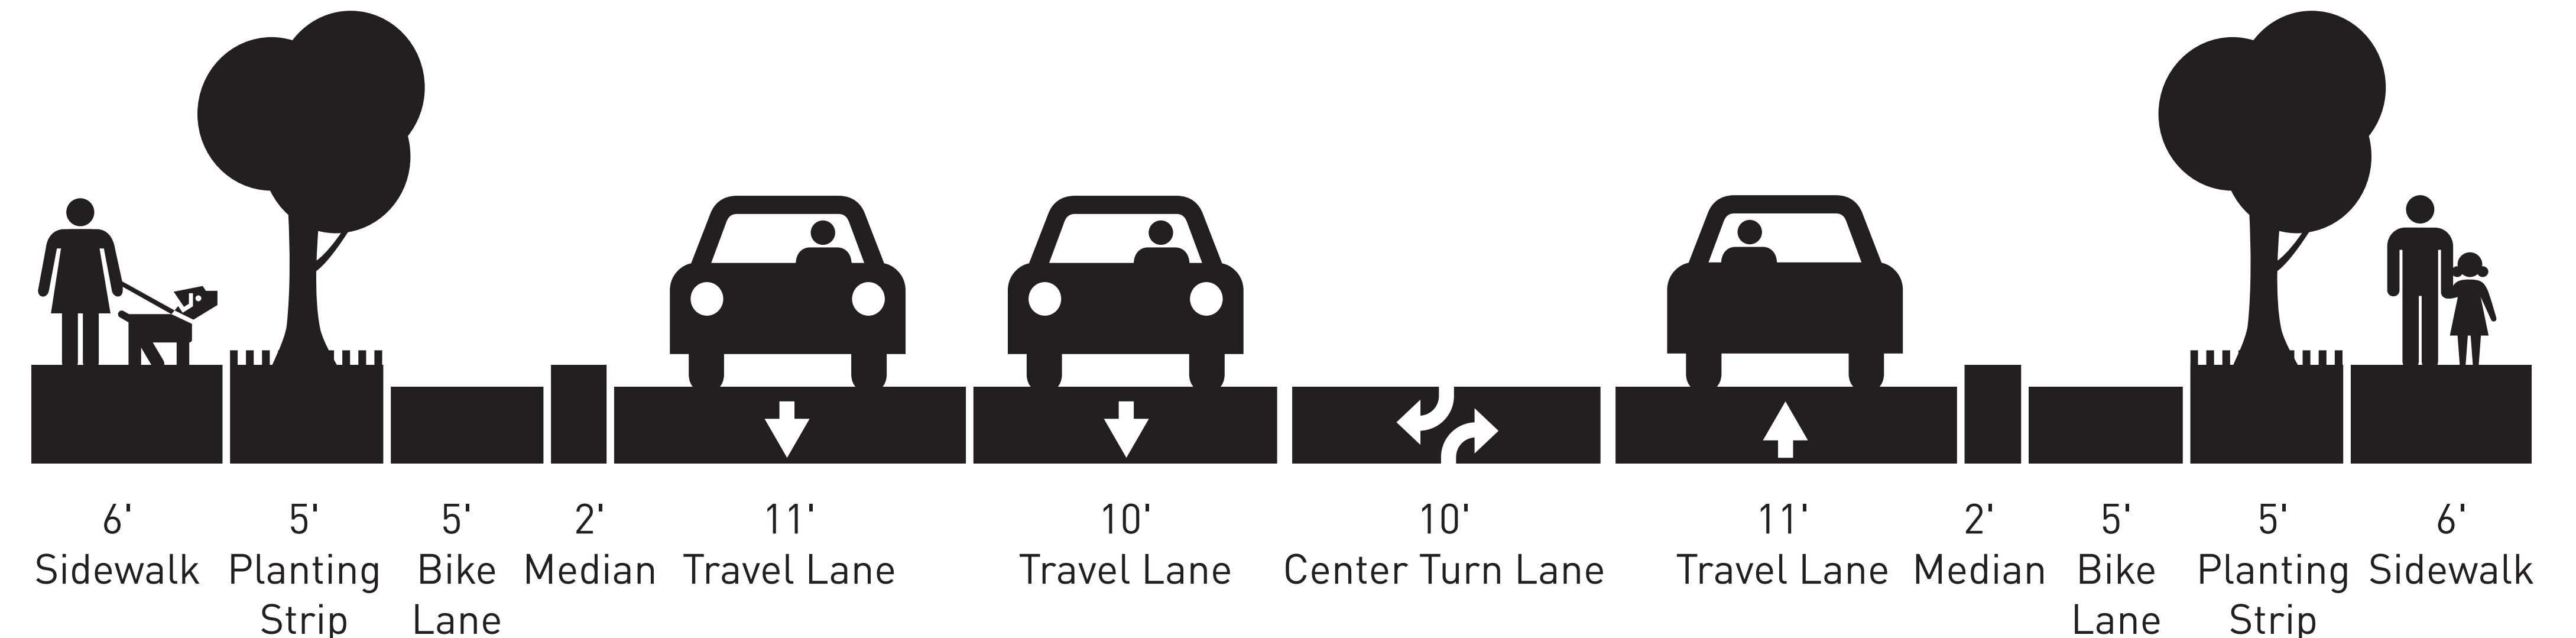 6' 5' 5' 2' 11' 10' 10' 11' 2' 5' 5' 6'
Sidewalk Planting Bike Median Travel Lane Travel Lane Center Turn Lane Travel Lane Median Bike Planting Sidewalk
Strip Lane Lane Strip